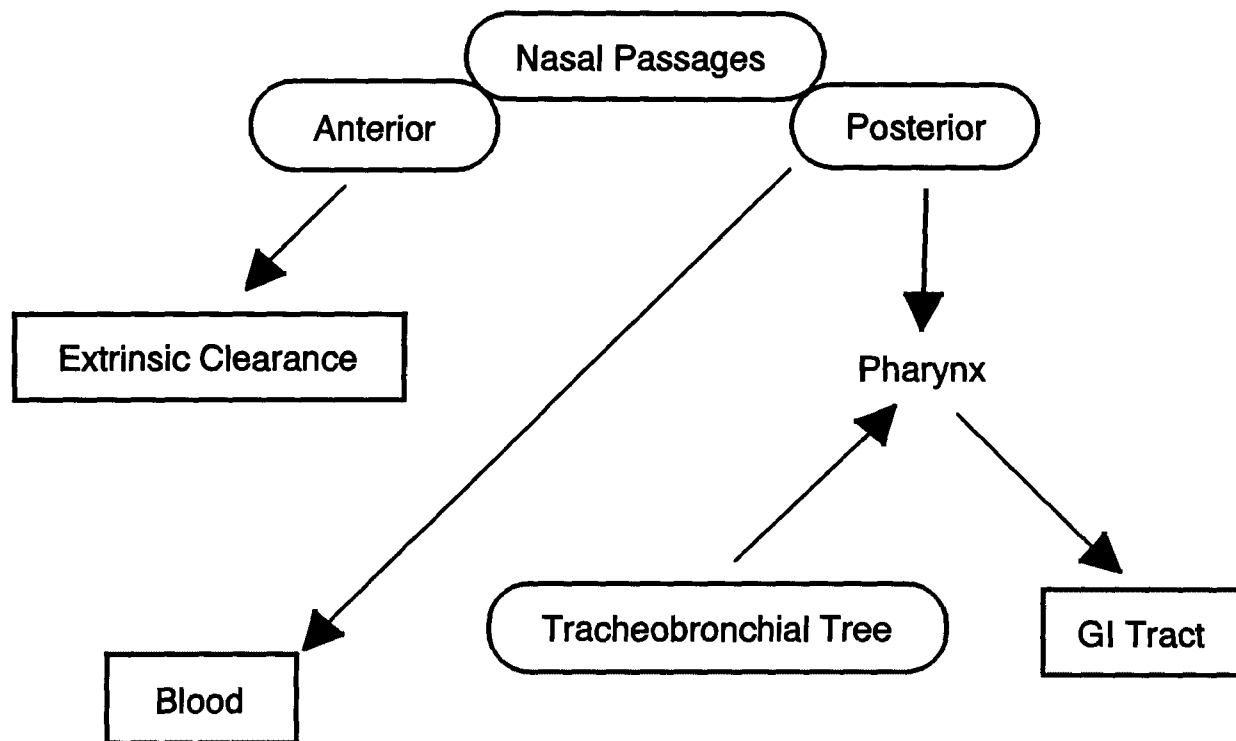 Nasal Passages
Anterior
Posterior
Extrinsic Clearance
Pharynx
Tracheobronchial Tree
GI Tract
Blood